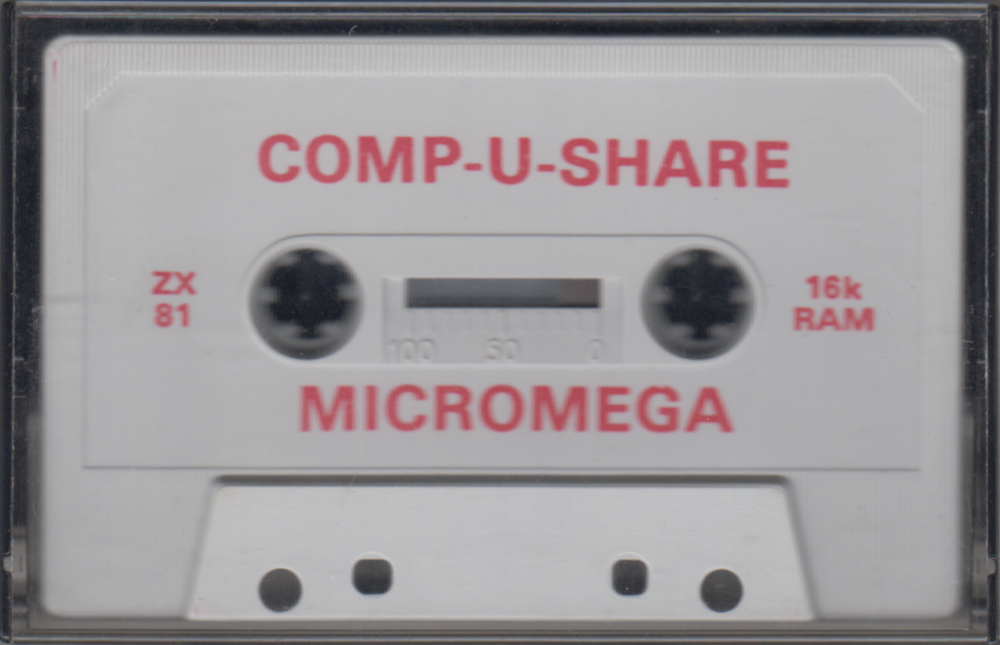 COMP-U-SHARE
ZX
81
16k
RAM
100 50 0
MICROMEGA